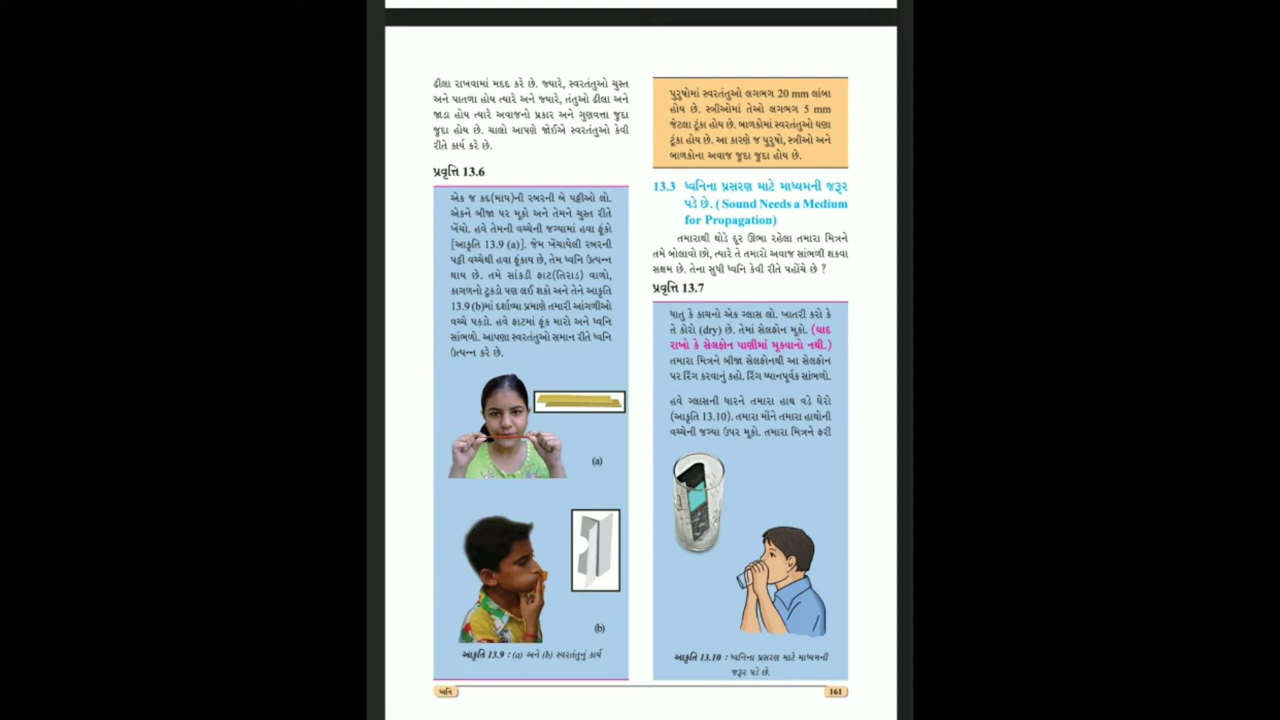 ઢીલા રાખવામાં મદદ કરે છે. જ્યારે, સ્વરતંતુઓ ચુસ્ત
અને પાતળા હોય ત્યારે અને જ્યારે, તંતુઓ ઢીલા અને
જાડા હોય ત્યારે અવાજનો પ્રકાર અને ગુણવત્તા જુદા
જુદા હોય છે. ચાલો આપણે જોઈએ સ્વરતંતુઓ કેવી
રીતે કાર્ય કરે છે.
પ્રવૃત્તિ 13.6
એક જ કદ(માપ)ની રબરની બે પટ્ટીઓ લો.
એકને બીજા પર મૂકો અને તેમને ચુસ્ત રીતે
ખેંચો. હવે તેમની વચ્ચેની જગ્યામાં હવા ફૂંકો
[આકૃતિ 13.9 (a)]. જેમ ખેંચાયેલી રબરની
પટ્ટી વચ્ચેથી હવા ફૂંકાય છે, તેમ ધ્વનિ ઉત્પન્ન
થાય છે. તમે સાંકડી ફાટ(તિરાડ) વાળો,
કાગળનો ટુકડો પણ લઈ શકો અને તેને આકૃતિ
13.9 (b)માં દર્શાવ્યા પ્રમાણે તમારી આંગળીઓ
વચ્ચે પકડો. હવે ફાટમાં ફૂંક મારો અને ધ્વનિ
સાંભળો. આપણા સ્વરતંતુઓ સમાન રીતે ધ્વનિ
ઉત્પન્ન કરે છે.
(a)
(b)
આકૃતિ 13.9 : (a) અને (b) સ્વરતંતુનું કાર્ય
પુરુષોમાં સ્વરતંતુઓ લગભગ 20 mm લાંબા
હોય છે. સ્ત્રીઓમાં તેઓ લગભગ 5 mm
જેટલા ટૂંકા હોય છે. બાળકોમાં સ્વરતંતુઓ ઘણા
ટૂંકા હોય છે. આ કારણે જ પુરુષો, સ્ત્રીઓ અને
બાળકોના અવાજ જુદા જુદા હોય છે.
13.3 ધ્વનિના પ્રસરણ માટે માધ્યમની જરૂર
પડે છે. ( Sound Needs a Medium
for Propagation)
તમારાથી થોડે દૂર ઊભા રહેલા તમારા મિત્રને
તમે બોલાવો છો, ત્યારે તે તમારો અવાજ સાંભળી શકવા
સક્ષમ છે. તેના સુધી ધ્વનિ કેવી રીતે પહોંચે છે ?
પ્રવૃત્તિ 13.7
ધાતુ કે કાચનો એક ગ્લાસ લો. ખાતરી કરો કે
તે કોરો (dry) છે. તેમાં સેલફોન મૂકો. (યાદ
રાખો કે સેલફોન પાણીમાં મૂકવાનો નથી.)
તમારા મિત્રને બીજા સેલફોનથી આ સેલફોન
પર રિંગ કરવાનું કહો. રિંગ ધ્યાનપૂર્વક સાંભળો.
હવે ગ્લાસની ધારને તમારા હાથ વડે ઘેરો
(આકૃતિ 13.10). તમારા મોંને તમારા હાથોની
વચ્ચેની જગ્યા ઉપર મૂકો. તમારા મિત્રને ફરી
આકૃતિ 13.10 : ધ્વનિના પ્રસરણ માટે માધ્યમની
જરૂર પડે છે.
ધ્વનિ
161